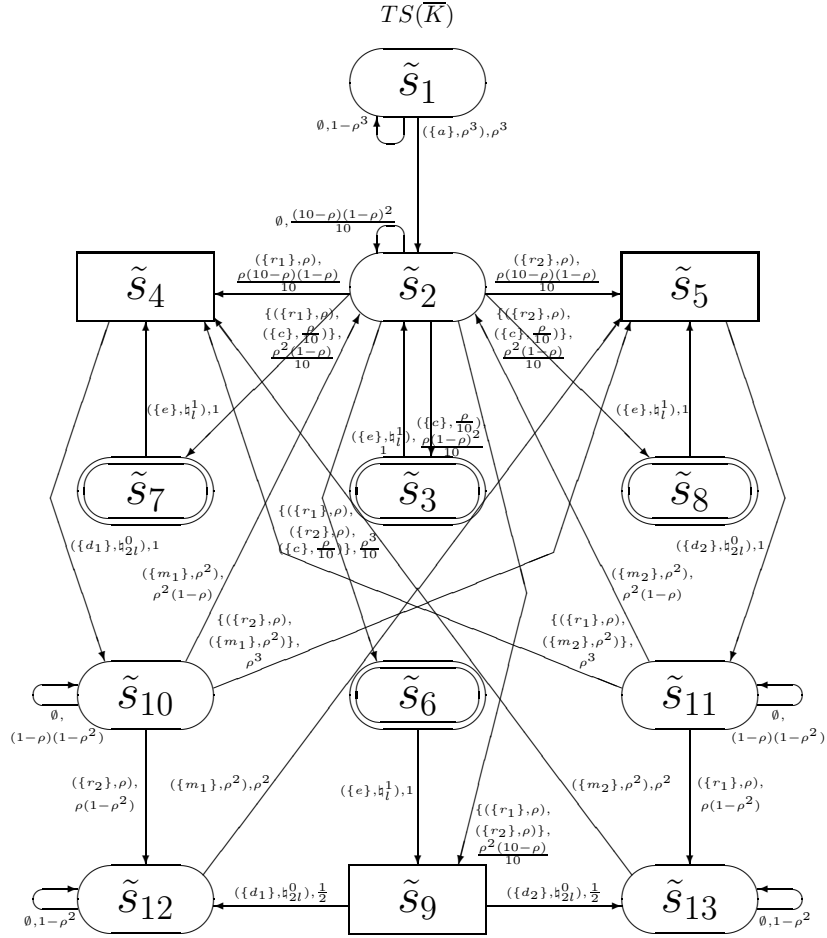 TS(K̅)
s̃₁
∅,1−ρ³
({a},ρ³),ρ³
∅,(10−ρ)(1−ρ)²/10
({r₁},ρ),
ρ(10−ρ)(1−ρ)/10
({r₂},ρ),
ρ(10−ρ)(1−ρ)/10
s̃₄
s̃₂
s̃₅
{({r₁},ρ),
({c},ρ/10)},
ρ²(1−ρ)/10
{({r₂},ρ),
({c},ρ/10)},
ρ²(1−ρ)/10
({e},♮¹ₗ),1
({e},♮¹ₗ),
1
({c},ρ/10),
ρ(1−ρ)²/10
({e},♮¹ₗ),1
s̃₇
s̃₃
s̃₈
{({r₁},ρ),
({r₂},ρ),
({c},ρ/10)},ρ³/10
({d₁},♮⁰₂ₗ),1
({d₂},♮⁰₂ₗ),1
({m₁},ρ²),
ρ²(1−ρ)
({m₂},ρ²),
ρ²(1−ρ)
{({r₂},ρ),
({m₁},ρ²)},
ρ³
{({r₁},ρ),
({m₂},ρ²)},
ρ³
s̃₁₀
s̃₆
s̃₁₁
∅,
(1−ρ)(1−ρ²)
∅,
(1−ρ)(1−ρ²)
({r₂},ρ),
ρ(1−ρ²)
({m₁},ρ²),ρ²
({e},♮¹ₗ),1
({m₂},ρ²),ρ²
({r₁},ρ),
ρ(1−ρ²)
{({r₁},ρ),
({r₂},ρ)},
ρ²(10−ρ)/10
s̃₁₂
({d₁},♮⁰₂ₗ),1/2
s̃₉
({d₂},♮⁰₂ₗ),1/2
s̃₁₃
∅,1−ρ²
∅,1−ρ²